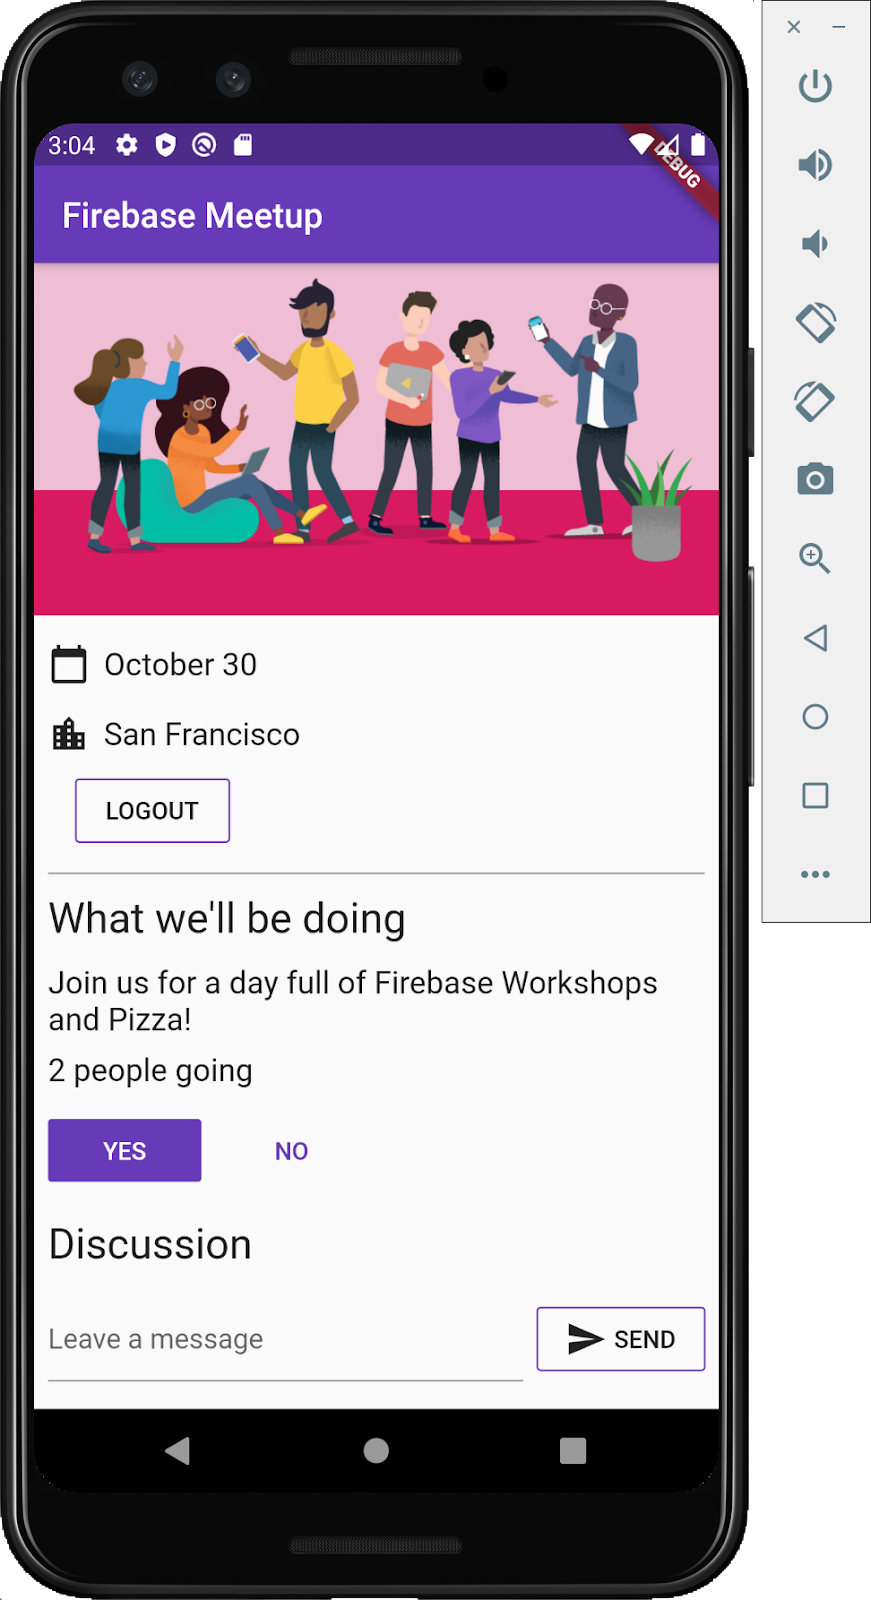 3:04
DEBUG
Firebase Meetup
October 30
San Francisco
LOGOUT
What we'll be doing
Join us for a day full of Firebase Workshops
and Pizza!
2 people going
YES NO
Discussion
Leave a message
SEND